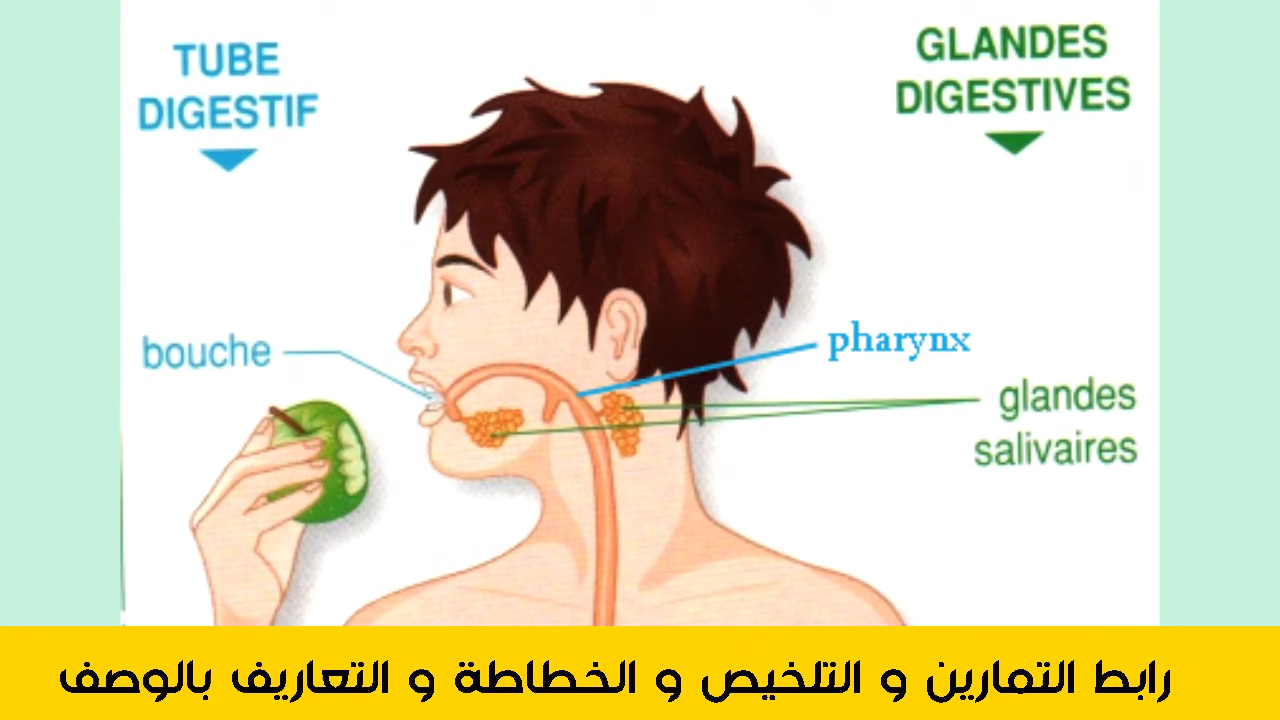 TUBE
DIGESTIF
GLANDES
DIGESTIVES
bouche
pharynx
glandes
salivaires
رابط التمارين و التلخيص و الخطاطة و التعاريف بالوصف